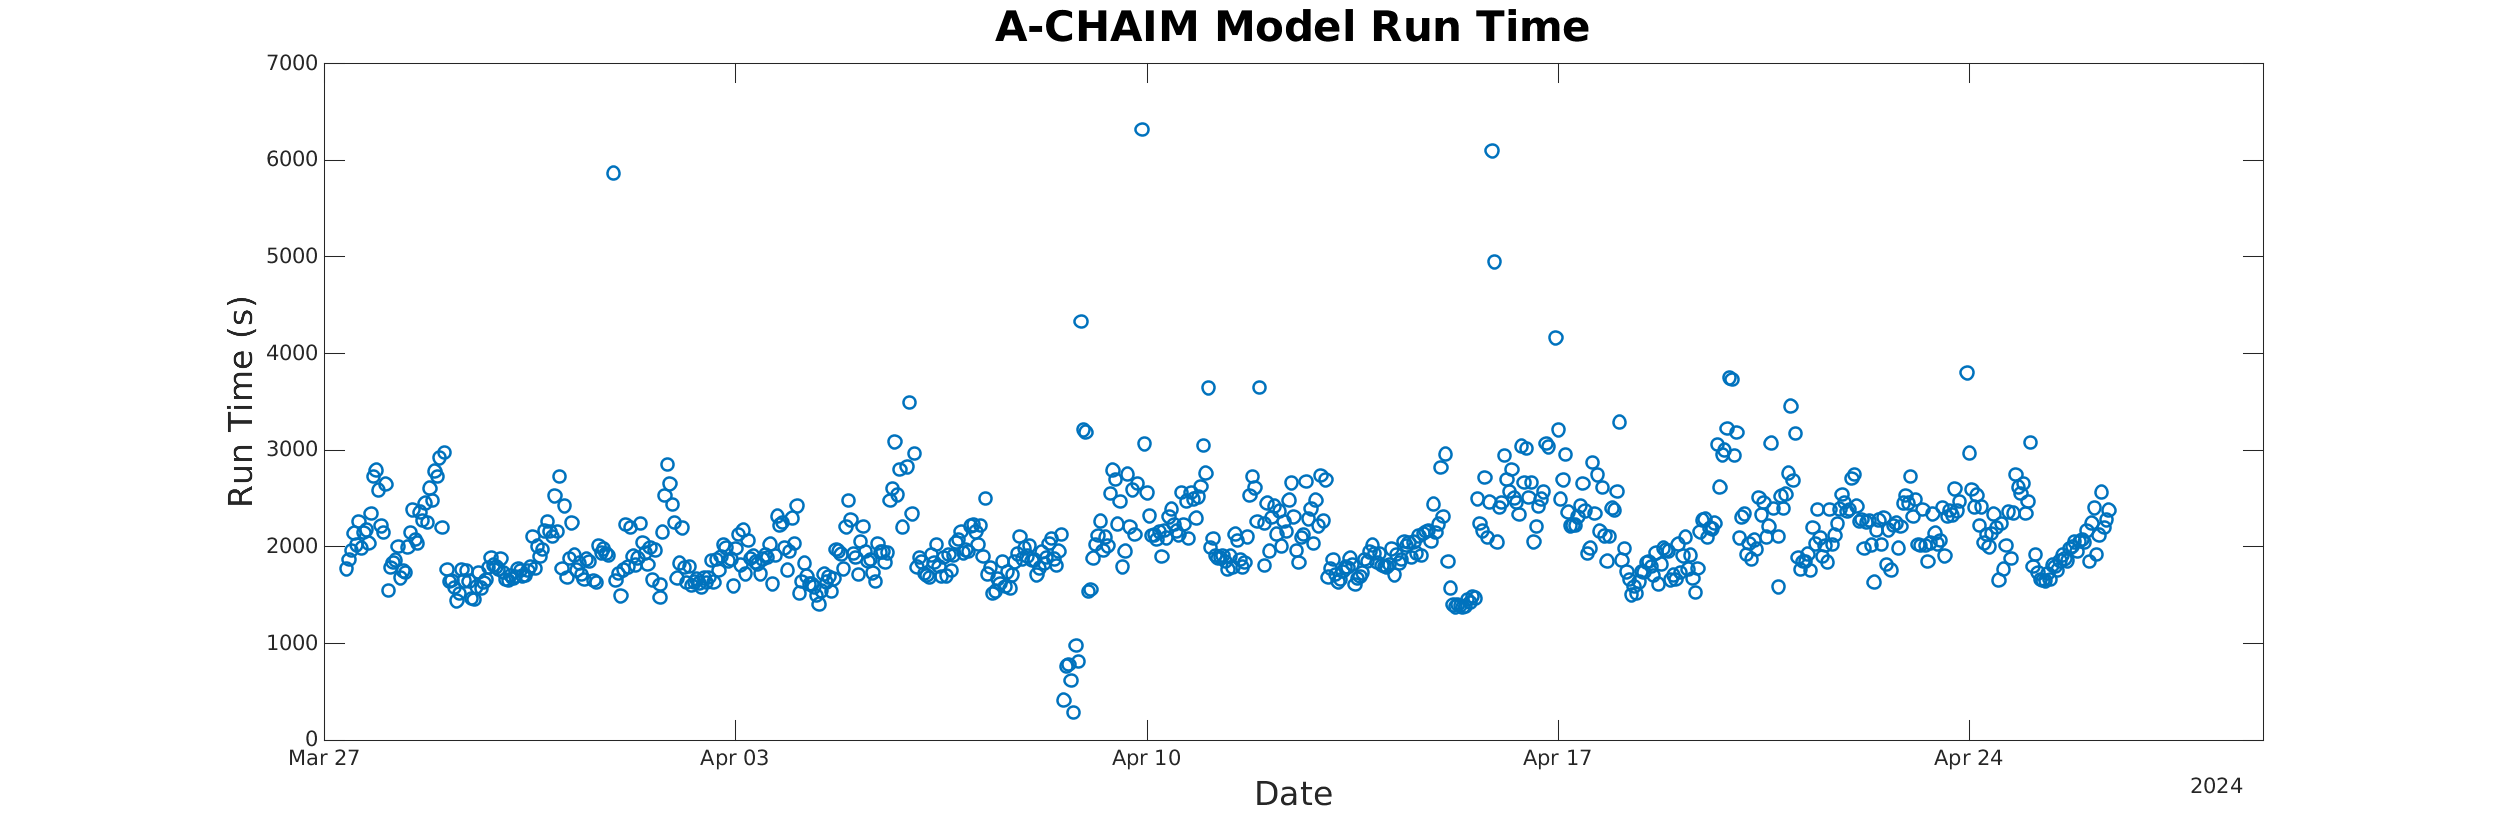 A-CHAIM Model Run Time
7000
6000
5000
4000
3000
2000
1000
0
Run Time (s)
Mar 27 Apr 03 Apr 10 Apr 17 Apr 24
2024
Date